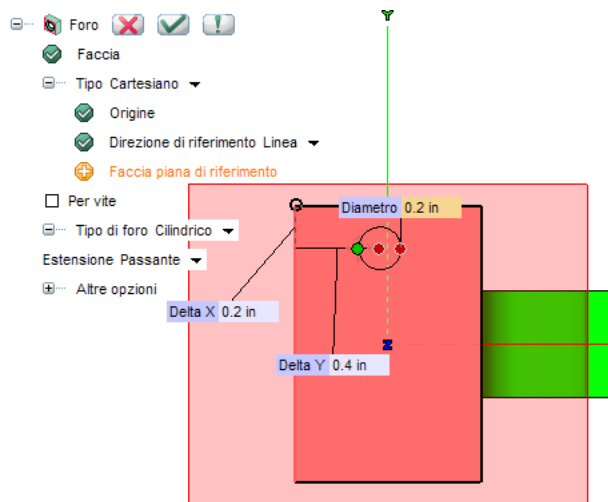 Foro
Faccia
Tipo Cartesiano
Origine
Direzione di riferimento Linea
Faccia piana di riferimento
Per vite
Tipo di foro Cilindrico
Estensione Passante
Altre opzioni
Y
Diametro 0.2 in
Delta X 0.2 in
Z
Delta Y 0.4 in